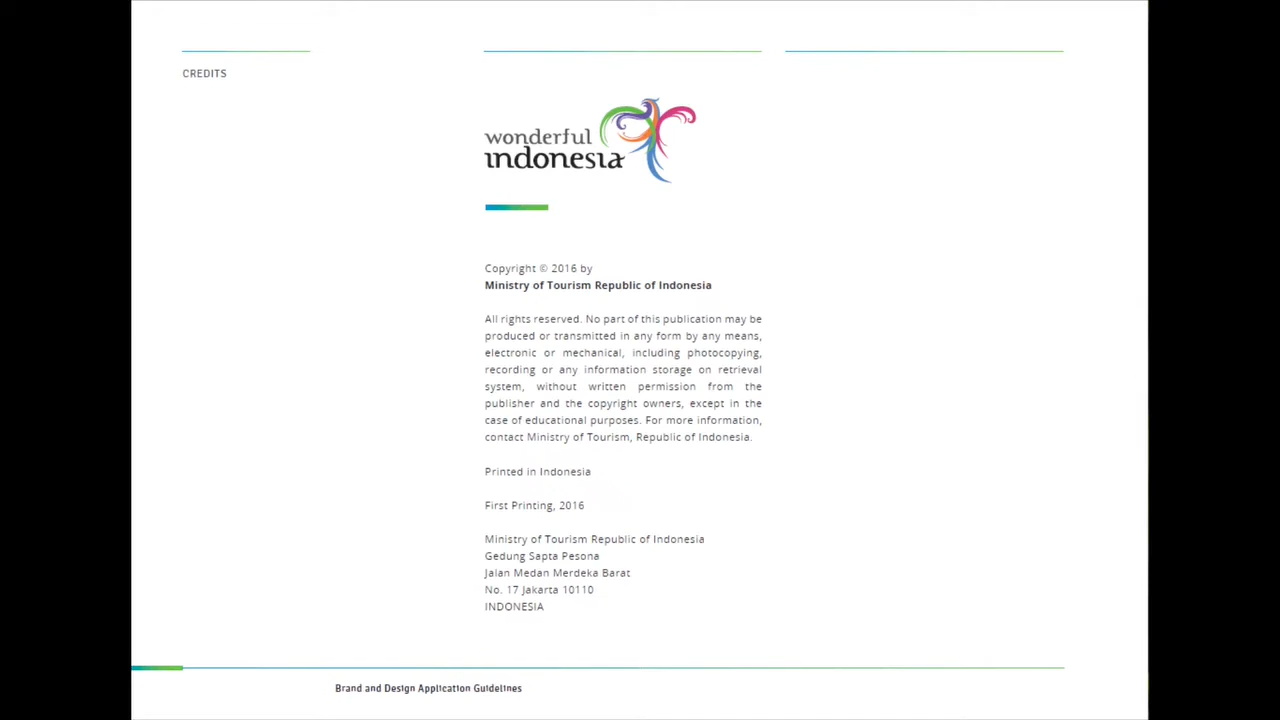 CREDITS
wonderful
indonesia
Copyright © 2016 by
Ministry of Tourism Republic of Indonesia
All rights reserved. No part of this publication may be
produced or transmitted in any form by any means,
electronic or mechanical, including photocopying,
recording or any information storage on retrieval
system, without written permission from the
publisher and the copyright owners, except in the
case of educational purposes. For more information,
contact Ministry of Tourism, Republic of Indonesia.
Printed in Indonesia
First Printing, 2016
Ministry of Tourism Republic of Indonesia
Gedung Sapta Pesona
Jalan Medan Merdeka Barat
No. 17 Jakarta 10110
INDONESIA
Brand and Design Application Guidelines